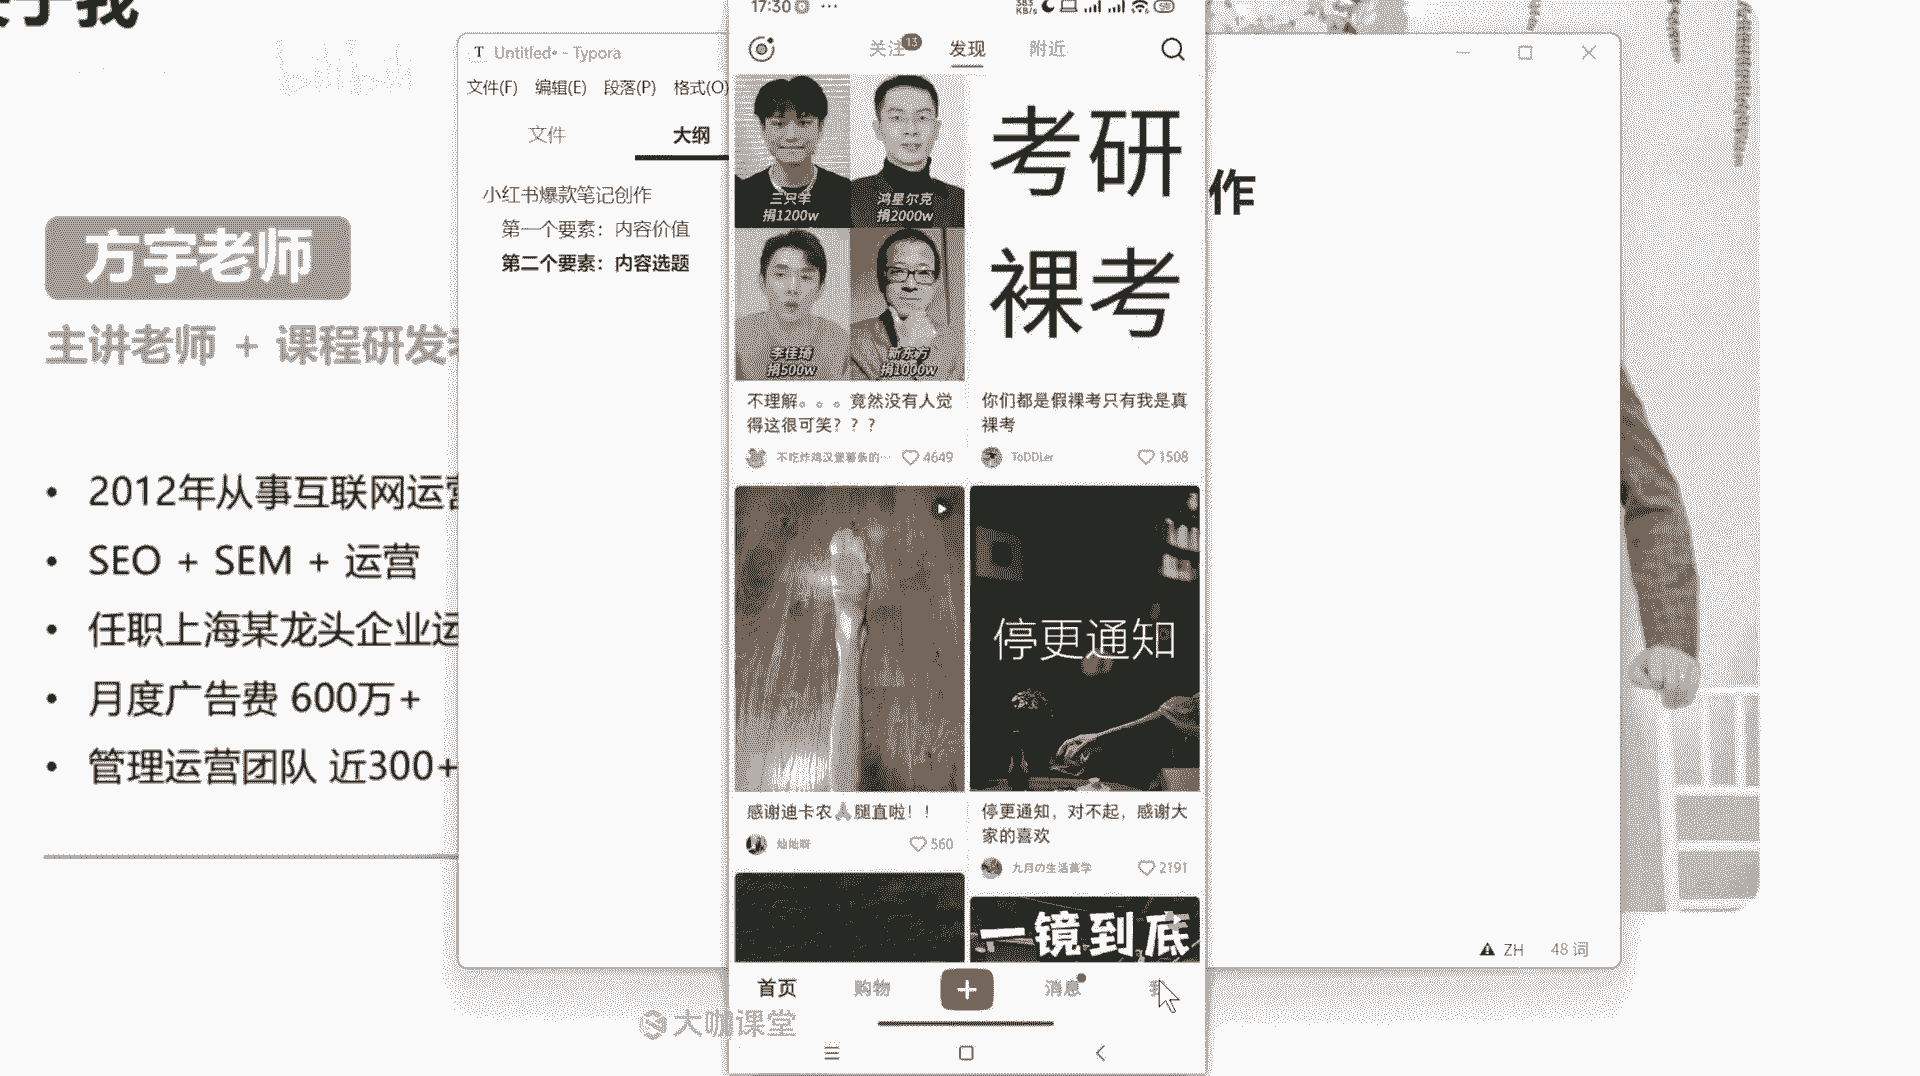 关于我
bilibili
方宇老师
主讲老师 + 课程研发
2012年从事互联网运营
SEO + SEM + 运营
任职上海某龙头企业运
月度广告费 600万+
管理运营团队 近300+
Untitled• - Typora
文件(F) 编辑(E) 段落(P) 格式(O)
文件 大纲
小红书爆款笔记创作
第一个要素：内容价值
第二个要素：内容选题
作
17:30
关注 13 发现 附近
三只羊
捐1200w
鸿星尔克
捐2000w
李佳琦
捐500w
新东方
捐1000w
不理解。。。竟然没有人觉
得这很可笑？？？
不吃炸鸡汉堡薯条的… 4649
考研
裸考
你们都是假裸考只有我是真
裸考
ToDDLer 1508
感谢迪卡农🙏腿直啦！！
560
停更通知
停更通知，对不起，感谢大
家的喜欢
九月の生活美学 2191
一镜到底
首页 购物 消息 我
大咖课堂
ZH 48 词